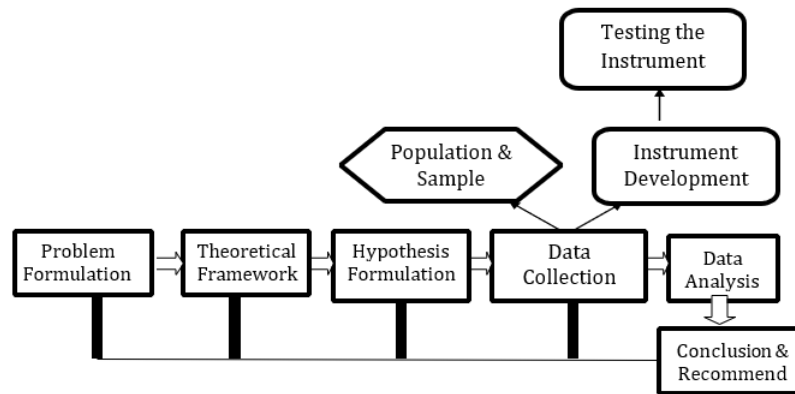 Testing the
Instrument
Population &
Sample
Instrument
Development
Problem
Formulation
Theoretical
Framework
Hypothesis
Formulation
Data
Collection
Data
Analysis
Conclusion &
Recommend